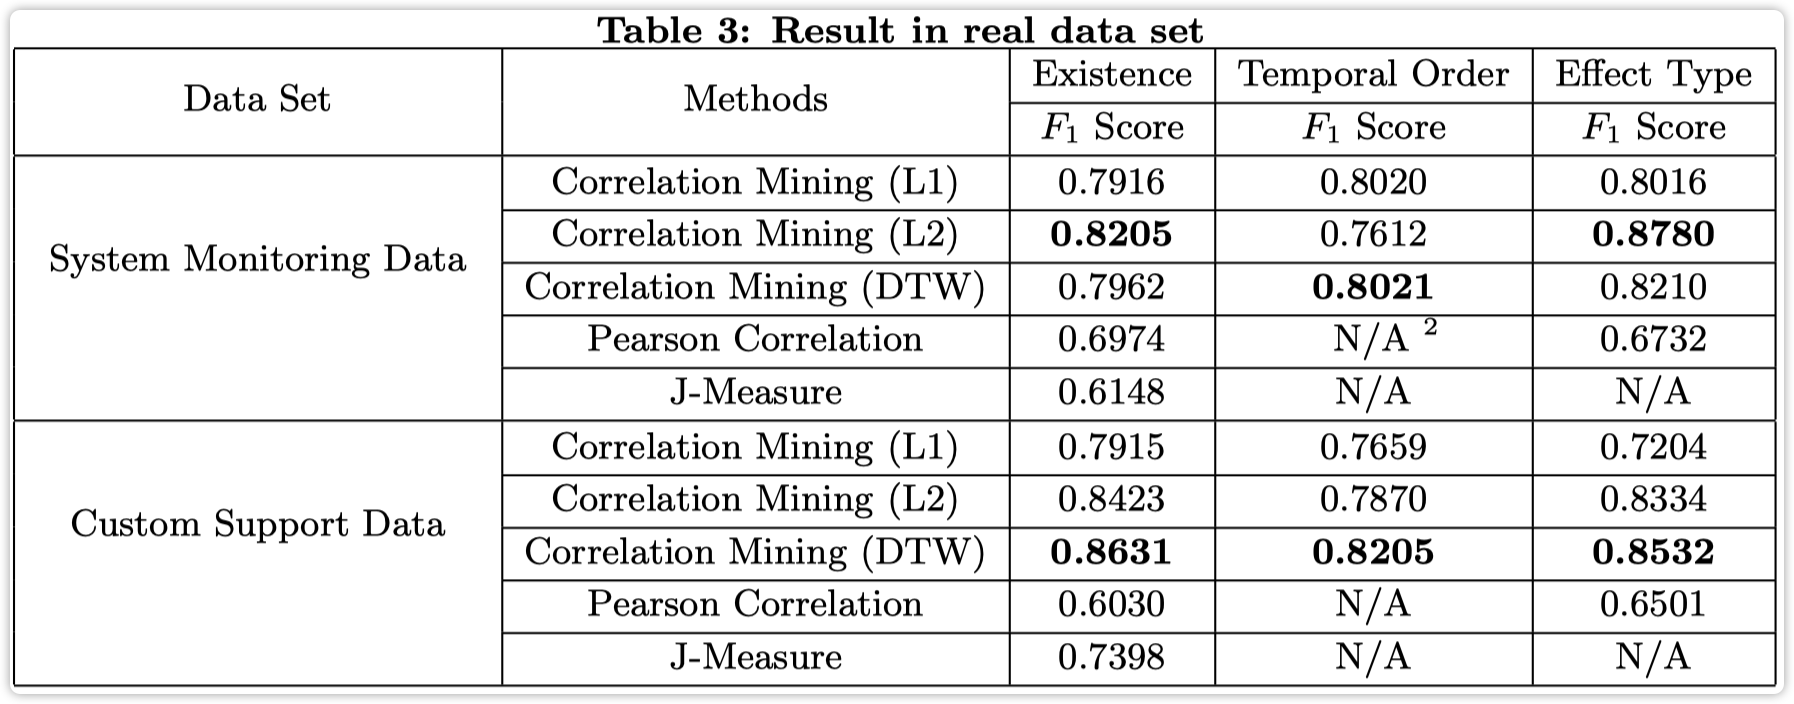 Table 3: Result in real data set
Data Set Methods Existence Temporal Order Effect Type
F1 Score F1 Score F1 Score
System Monitoring Data
Correlation Mining (L1) 0.7916 0.8020 0.8016
Correlation Mining (L2) 0.8205 0.7612 0.8780
Correlation Mining (DTW) 0.7962 0.8021 0.8210
Pearson Correlation 0.6974 N/A 2 0.6732
J-Measure 0.6148 N/A N/A
Custom Support Data
Correlation Mining (L1) 0.7915 0.7659 0.7204
Correlation Mining (L2) 0.8423 0.7870 0.8334
Correlation Mining (DTW) 0.8631 0.8205 0.8532
Pearson Correlation 0.6030 N/A 0.6501
J-Measure 0.7398 N/A N/A